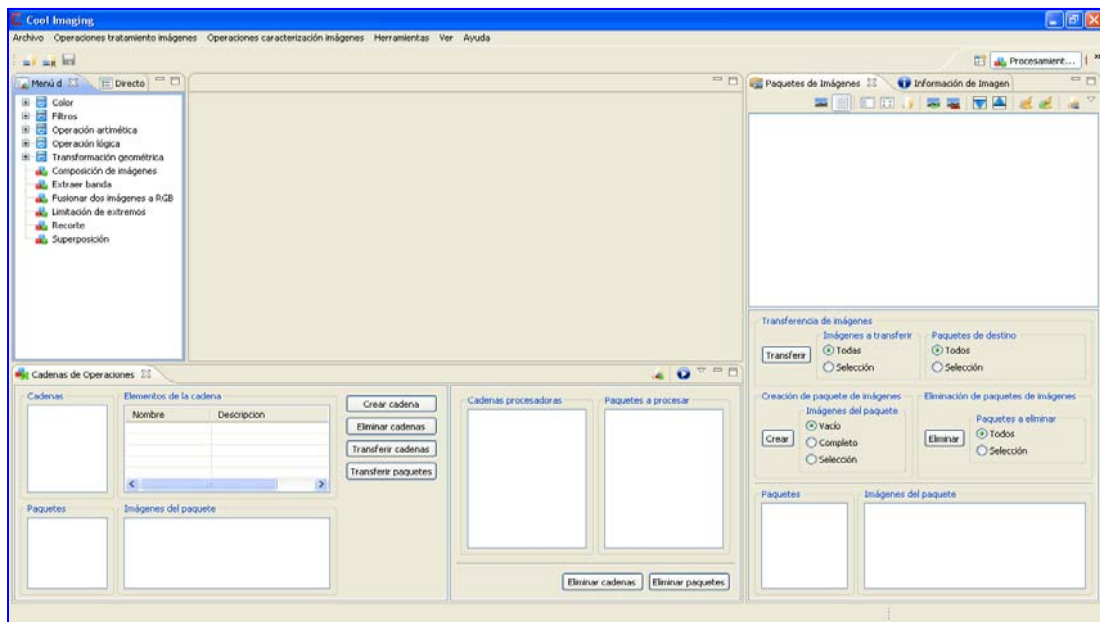 Cool Imaging
Archivo Operaciones tratamiento imágenes Operaciones caracterización imágenes Herramientas Ver Ayuda
Procesamient...
Menú d
Directo
Color
Filtros
Operación artimética
Operación lógica
Transformación geométrica
Composición de imágenes
Extraer banda
Fusionar dos imágenes a RGB
Limitación de extremos
Recorte
Superposición
Paquetes de Imágenes
Información de Imagen
Transferencia de imágenes
Transferir
Imágenes a transferir
Todas
Selección
Paquetes de destino
Todos
Selección
Creación de paquete de imágenes
Crear
Imágenes del paquete
Vacío
Completo
Selección
Eliminación de paquetes de imágenes
Eliminar
Paquetes a eliminar
Todos
Selección
Paquetes
Imágenes del paquete
Cadenas de Operaciones
Cadenas
Elementos de la cadena
Nombre Descripcion
Crear cadena
Eliminar cadenas
Transferir cadenas
Transferir paquetes
Paquetes
Imágenes del paquete
Cadenas procesadoras
Paquetes a procesar
Eliminar cadenas
Eliminar paquetes